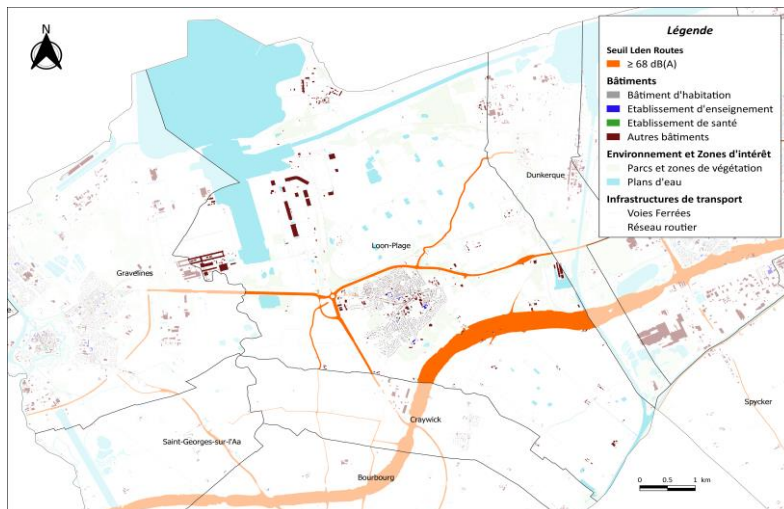 N
Légende
Seuil Lden Routes
≥ 68 dB(A)
Bâtiments
Bâtiment d'habitation
Etablissement d'enseignement
Etablissement de santé
Autres bâtiments
Environnement et Zones d'intérêt
Parcs et zones de végétation
Plans d'eau
Infrastructures de transport
Voies Ferrées
Réseau routier
Dunkerque
Loon-Plage
Gravelines
Spycker
Craywick
Saint-Georges-sur-l'Aa
Bourbourg
0 0.5 1 km